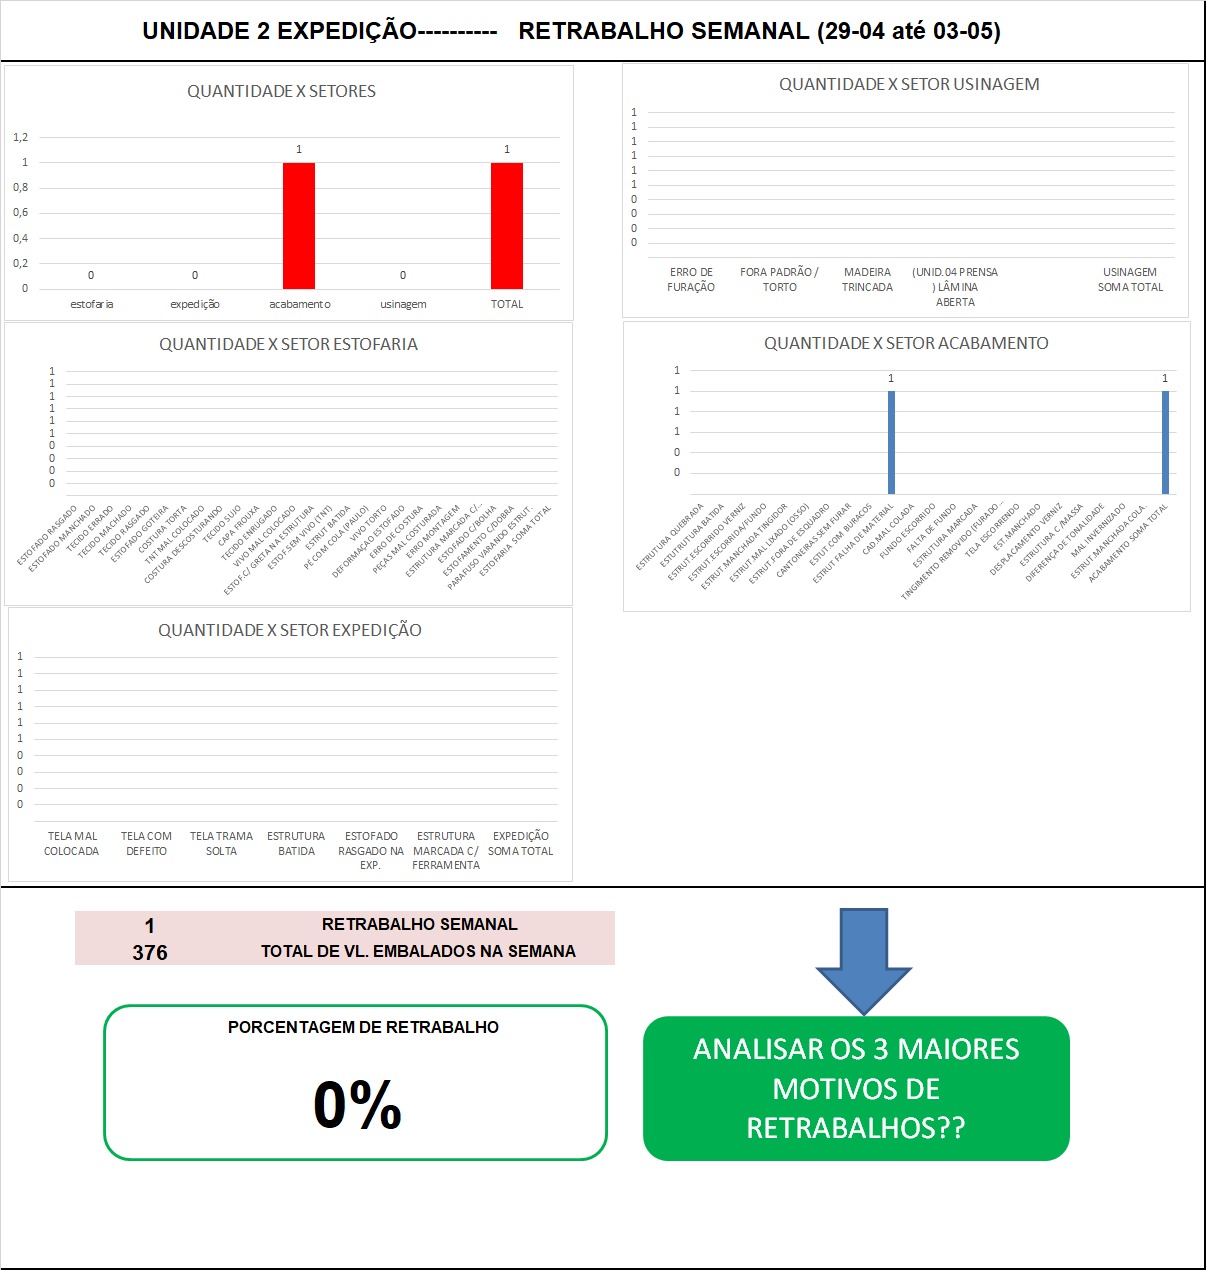 UNIDADE 2 EXPEDIÇÃO---------- RETRABALHO SEMANAL (29-04 até 03-05)
QUANTIDADE X SETORES
1,2
1
0,8
0,6
0,4
0,2
0
0
0
1
0
1
estofaria
expedição
acabamento
usinagem
TOTAL
QUANTIDADE X SETOR USINAGEM
1
1
1
1
1
1
0
0
0
0
ERRO DE
FURAÇÃO
FORA PADRÃO /
TORTO
MADEIRA
TRINCADA
(UNID.04 PRENSA
) LÂMINA
ABERTA
USINAGEM
SOMA TOTAL
QUANTIDADE X SETOR ESTOFARIA
1
1
1
1
1
1
0
0
0
0
ESTOFADO RASGADO
ESTOFADO MANCHADO
TECIDO ERRADO
TECIDO MACHADO
TECIDO RASGADO
ESTOFADO GOTEIRA
COSTURA TORTA
TNT MAL COLOCADO
COSTURA DESCOSTURANDO
TECIDO SUJO
CAPA FROUXA
TECIDO ENRUGADO
VIVO MAL COLOCADO
ESTOF.C/ GRETA NA ESTRUTURA
ESTOF.SEM VIVO (TNT)
ESTRUT BATIDA
PÉ COM COLA (PAULO)
VIVO TORTO
DEFORMAÇÃO ESTOFADO
ERRO DE COSTURA
PEÇAS MAL COSTURADA
ERRO MONTAGEM
ESTRUTURA MARCADA C/...
ESTOFADO C/BOLHA
ESTOFAMENTO C/DOBRA
PARAFUSO VARANDO ESTRUT...
ESTOFARIA SOMA TOTAL
QUANTIDADE X SETOR ACABAMENTO
1
1
1
1
0
0
1
1
ESTRUTURA QUEBRADA
ESTUTRUTURA BATIDA
ESTRUT.ESCORRIDO VERNIZ
ESTRUT.ESCORRIDA/FUNDO
ESTRUT.MANCHADA TINGIDOR
ESTRUT.MAL LIXADO (OSSO)
ESTRUT.FORA DE ESQUADRO
CANTONEIRAS SEM FURAR
ESTUT.COM BURACOS
ESTRUT FALHA DE MATERIAL
CAD.MAL COLADA
FUNDO ESCORRIDO
FALTA DE FUNDO
ESTRUTURA MARCADA
TINGIMENTO REMOVIDO (FURADO...
TELA ESCORRENDO
EST.MANCHADO
DESPLACAMENTO VERNIZ
ESTRUTURA C /MASSA
DIFERENÇA DE TONALIDADE
MAL INVERNIZADO
ESTRUT.MANCHADA COLA.
ACABAMENTO SOMA TOTAL
QUANTIDADE X SETOR EXPEDIÇÃO
1
1
1
1
1
1
0
0
0
0
TELA MAL
COLOCADA
TELA COM
DEFEITO
TELA TRAMA
SOLTA
ESTRUTURA
BATIDA
ESTOFADO
RASGADO NA
EXP.
ESTRUTURA
MARCADA C/
FERRAMENTA
EXPEDIÇÃO
SOMA TOTAL
1 RETRABALHO SEMANAL
376 TOTAL DE VL. EMBALADOS NA SEMANA
PORCENTAGEM DE RETRABALHO
0%
ANALISAR OS 3 MAIORES
MOTIVOS DE
RETRABALHOS??